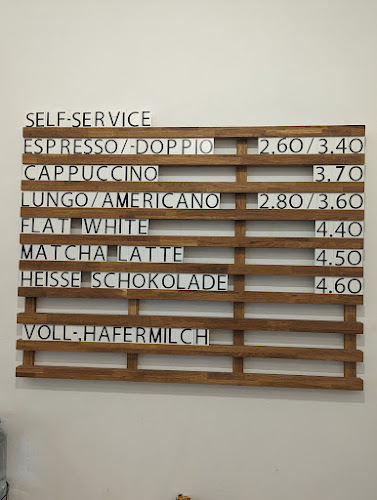 SELF-SERVICE
ESPRESSO/-DOPPIO 2,60/3,40
CAPPUCCINO 3,70
LUNGO/AMERICANO 2,80/3,60
FLAT WHITE 4,40
MATCHA LATTE 4,50
HEISSE SCHOKOLADE 4,60
VOLL-,HAFERMILCH